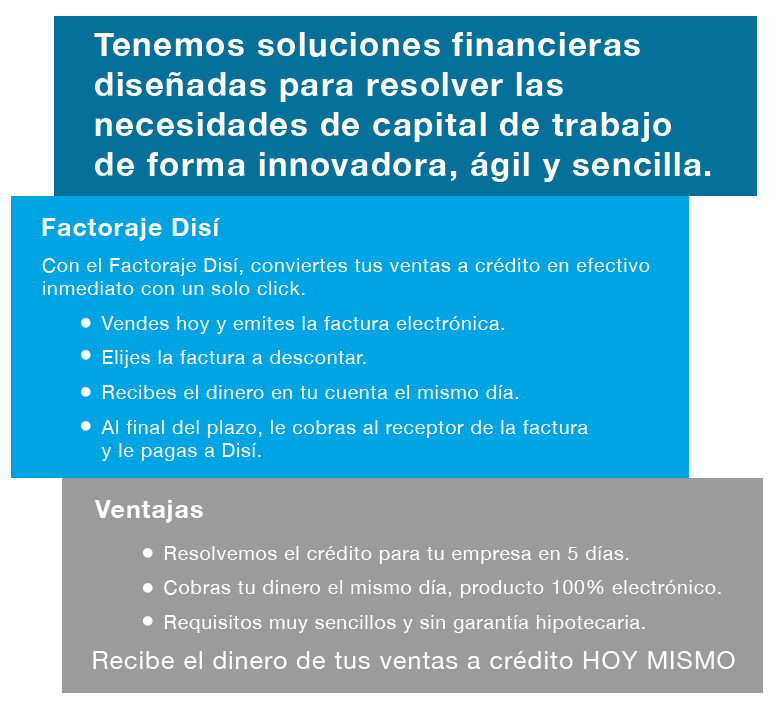 Tenemos soluciones financieras
diseñadas para resolver las
necesidades de capital de trabajo
de forma innovadora, ágil y sencilla.
Factoraje Disí
Con el Factoraje Disí, conviertes tus ventas a crédito en efectivo
inmediato con un solo click.
● Vendes hoy y emites la factura electrónica.
● Elijes la factura a descontar.
● Recibes el dinero en tu cuenta el mismo día.
● Al final del plazo, le cobras al receptor de la factura
y le pagas a Disí.
Ventajas
● Resolvemos el crédito para tu empresa en 5 días.
● Cobras tu dinero el mismo día, producto 100% electrónico.
● Requisitos muy sencillos y sin garantía hipotecaria.
Recibe el dinero de tus ventas a crédito HOY MISMO